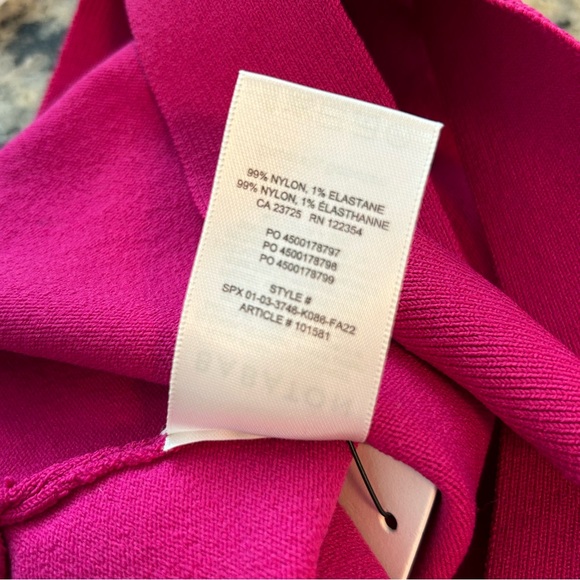 99% NYLON, 1% ELASTANE
99% NYLON, 1% ÉLASTHANNE
CA 23725 RN 122354
PO 4500178797
PO 4500178798
PO 4500178799
STYLE #
SPX 01-03-3746-K086-FA22
ARTICLE # 101581